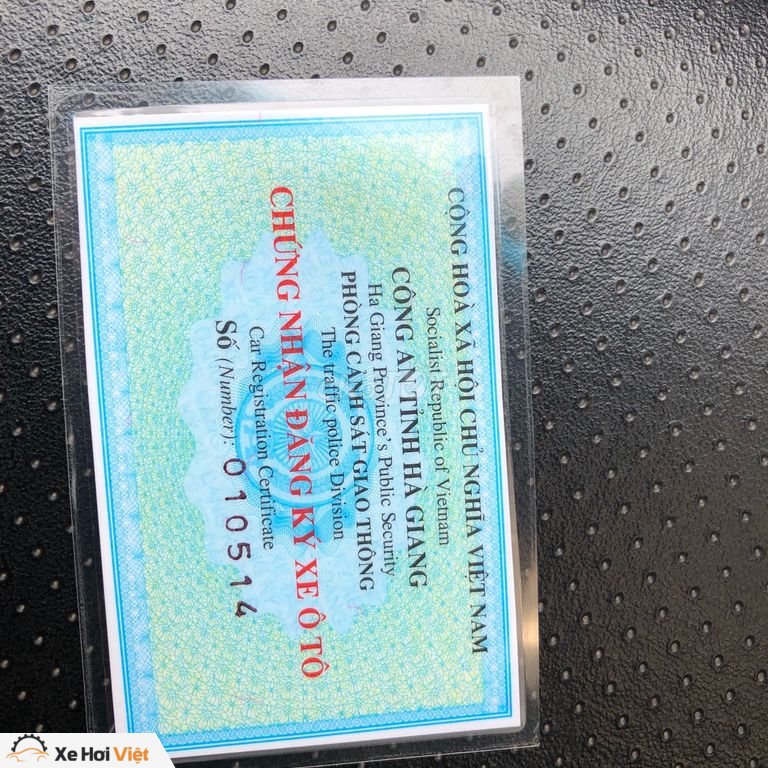 CỘNG HOÀ XÃ HỘI CHỦ NGHĨA VIỆT NAM
Socialist Republic of Vietnam
CÔNG AN TỈNH HÀ GIANG
Ha Giang Province's Public Security
PHÒNG CẢNH SÁT GIAO THÔNG
The traffic police Division
CHỨNG NHẬN ĐĂNG KÝ XE Ô TÔ
Car Registration Certificate
Số (Number): 010514
Xe Hơi Việt